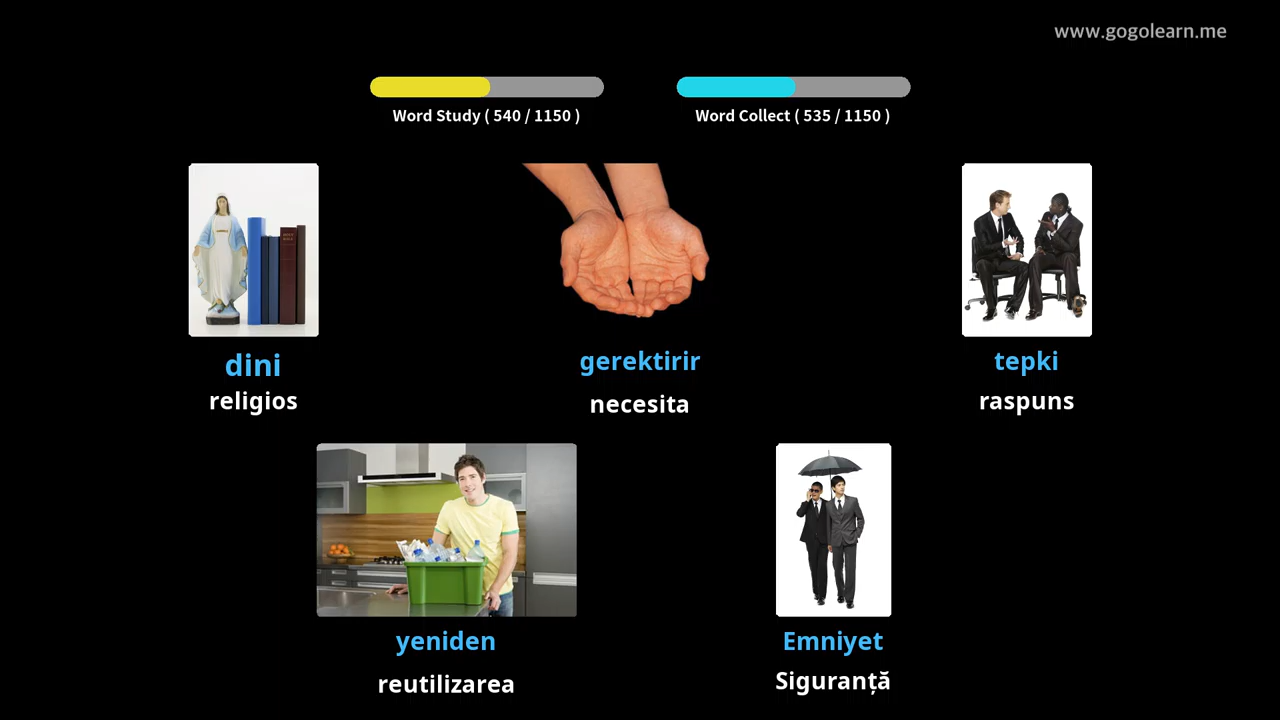 www.gogolearn.me
Word Study ( 540 / 1150 )
Word Collect ( 535 / 1150 )
dini
religios
gerektirir
necesita
tepki
raspuns
yeniden
reutilizarea
Emniyet
Siguranță